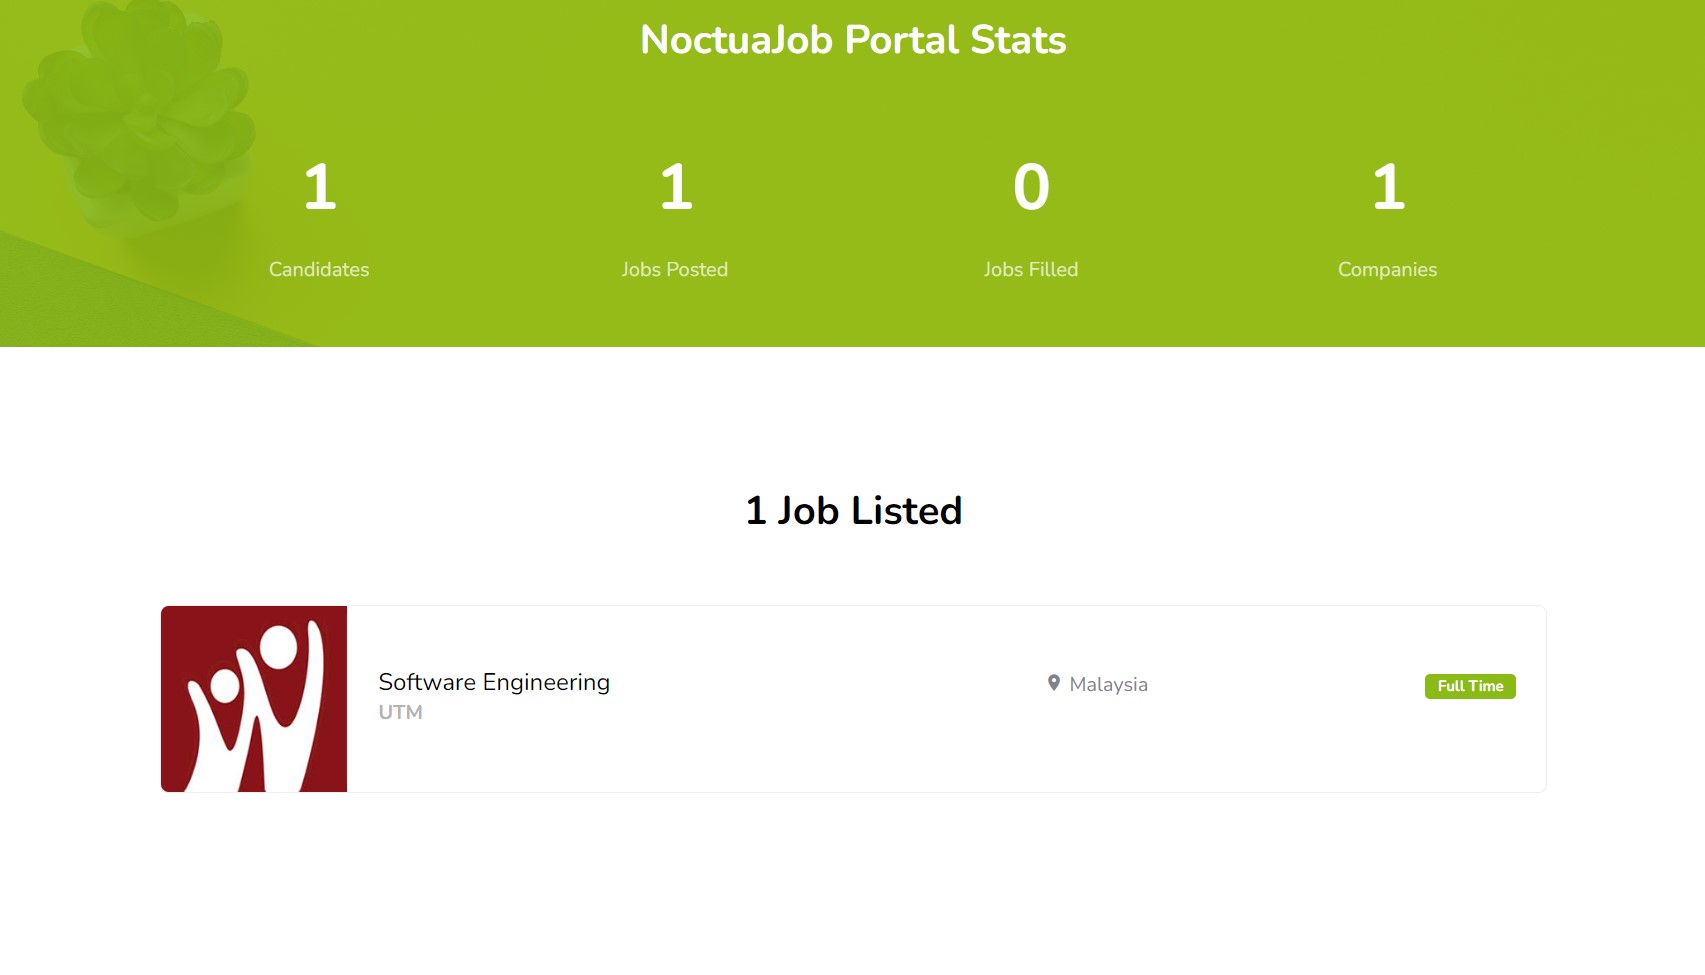 NoctuaJob Portal Stats
1 1 0 1
Candidates Jobs Posted Jobs Filled Companies
1 Job Listed
Software Engineering
UTM
Malaysia
Full Time